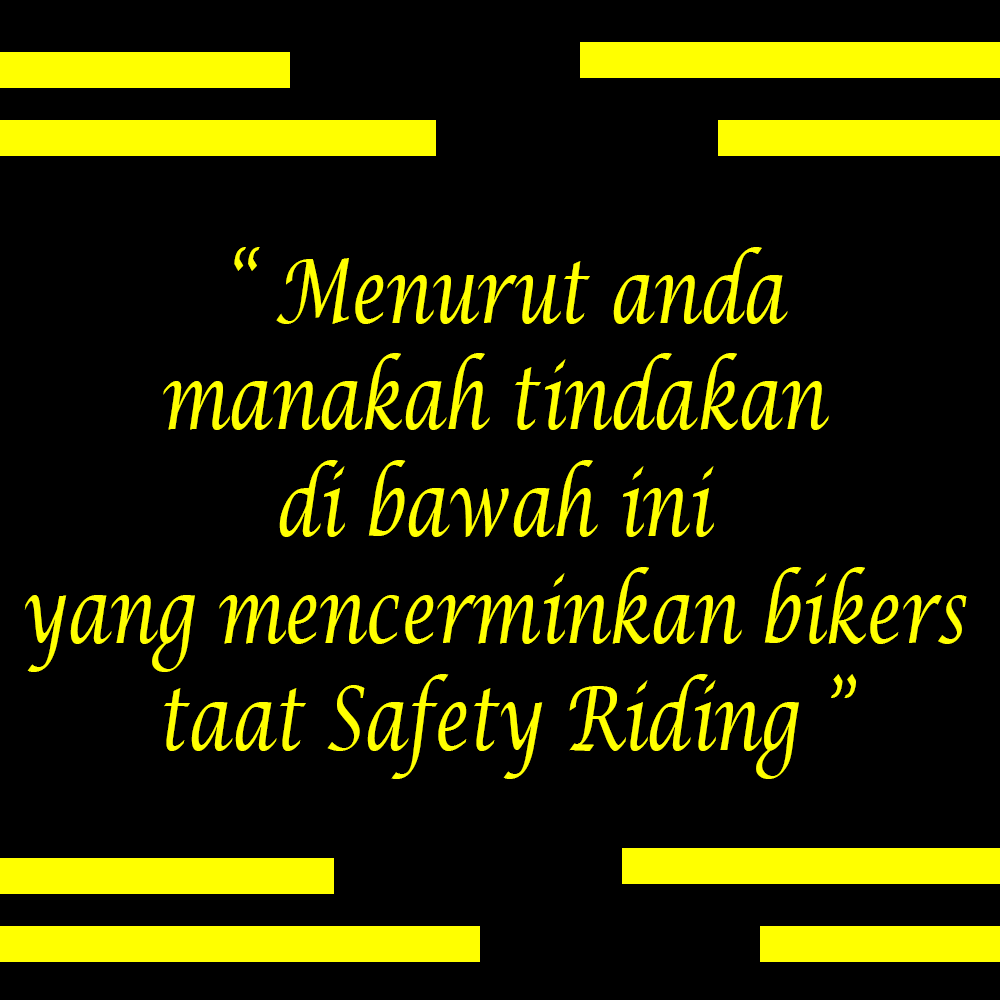 “ Menurut anda
manakah tindakan
di bawah ini
yang mencerminkan bikers
taat Safety Riding ”